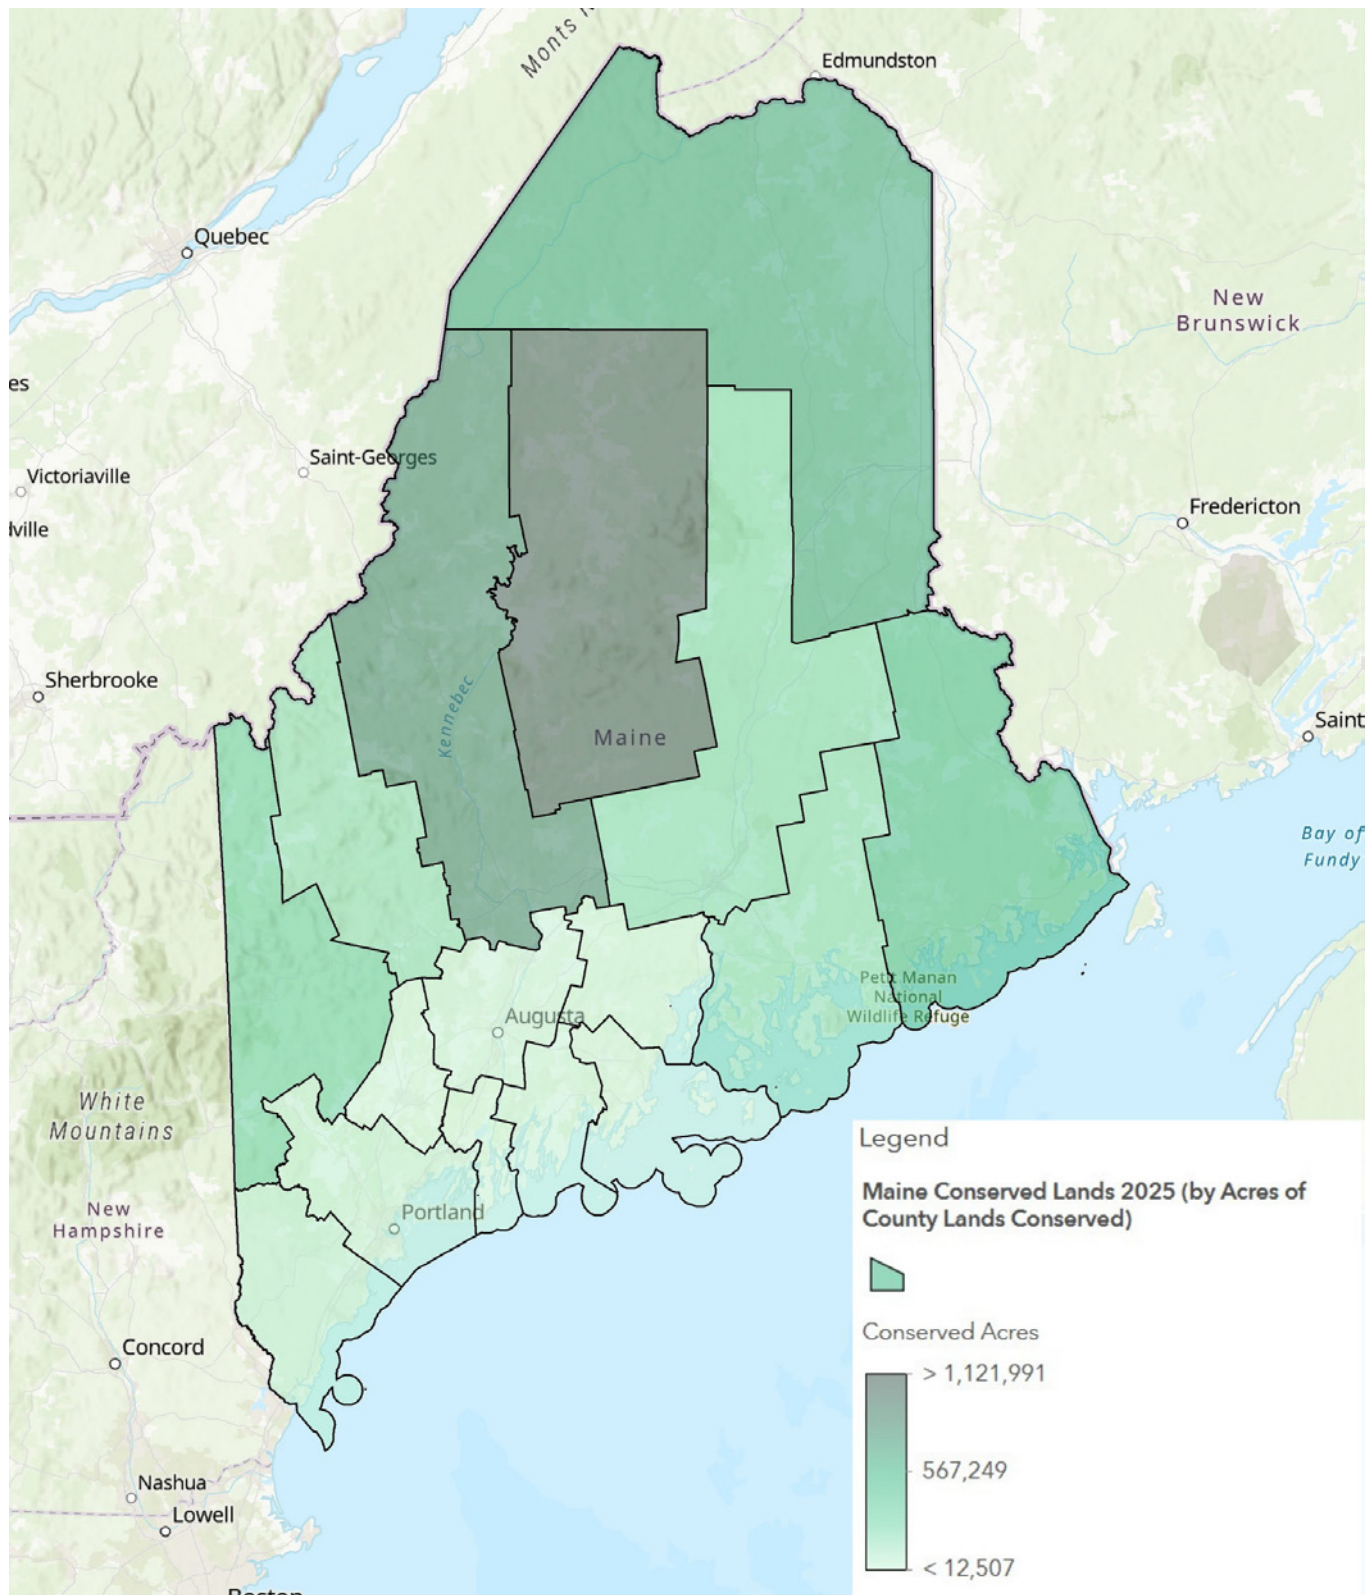 Monts
Edmundston
Quebec
New
Brunswick
es
Saint-Georges
Victoriaville
Fredericton
Sherbrooke
Kennebec
Maine
Saint
Bay of
Fundy
Petit Manan
National
Wildlife Refuge
Augusta
White
Mountains
New
Hampshire
Portland
Concord
Nashua
Lowell
Boston
Legend
Maine Conserved Lands 2025 (by Acres of
County Lands Conserved)
Conserved Acres
> 1,121,991
567,249
< 12,507